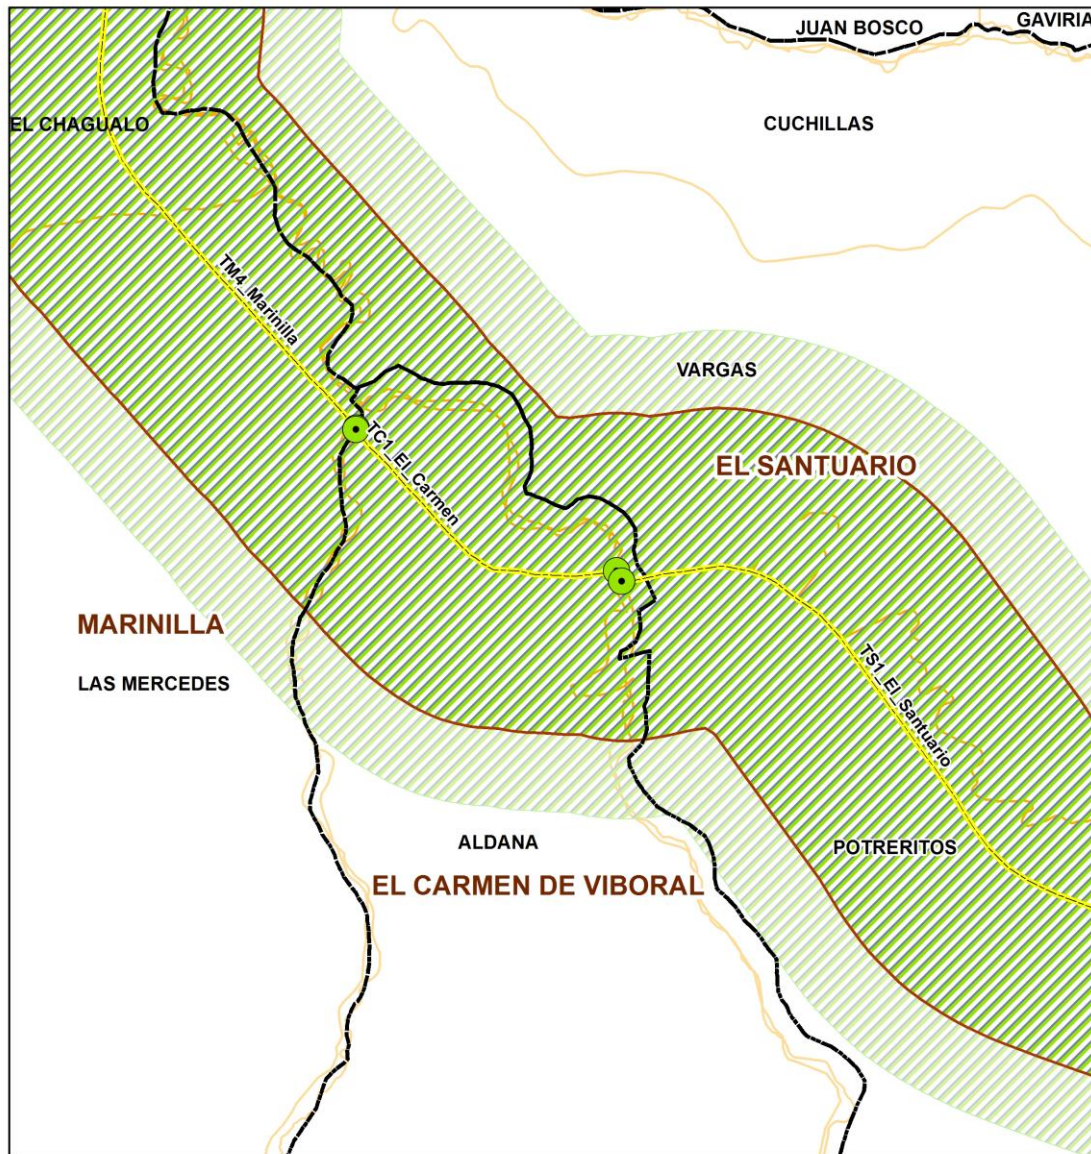 GAVIRIA
JUAN BOSCO
EL CHAGUALO
CUCHILLAS
TM4_Marinilla
VARGAS
TC1_El_Carmen
EL SANTUARIO
MARINILLA
LAS MERCEDES
TS1_El_Santuario
ALDANA
POTRERITOS
EL CARMEN DE VIBORAL